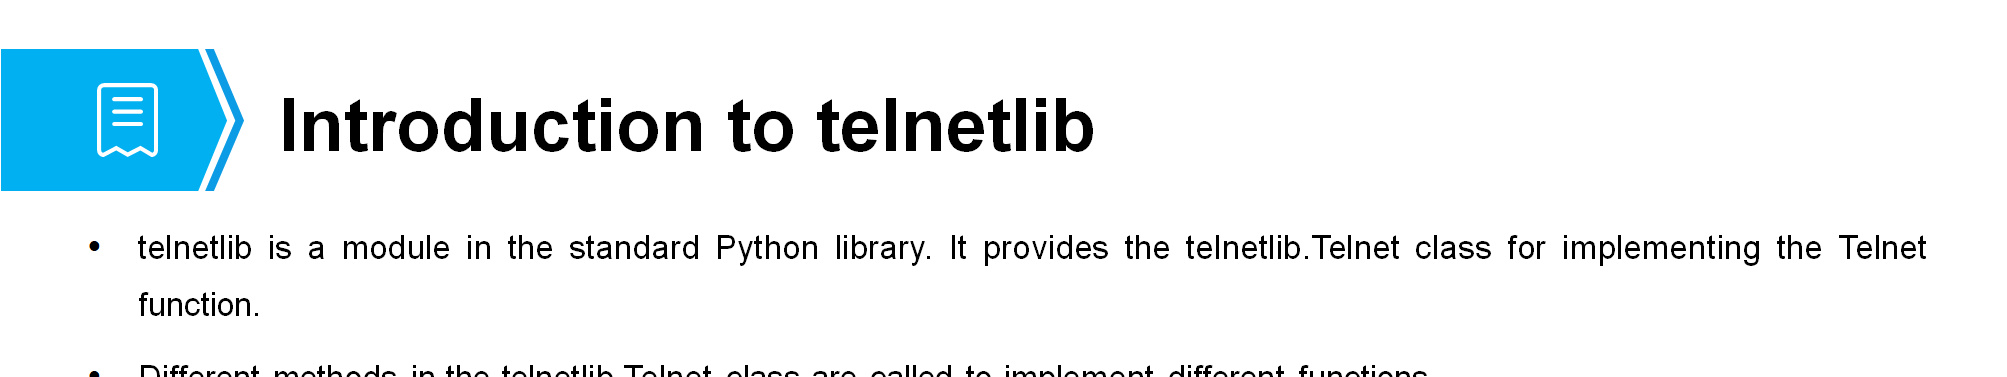 Introduction to telnetlib
• telnetlib is a module in the standard Python library. It provides the telnetlib.Telnet class for implementing the Telnet
function.
• Different methods in the telnetlib.Telnet class are called to implement different functions.